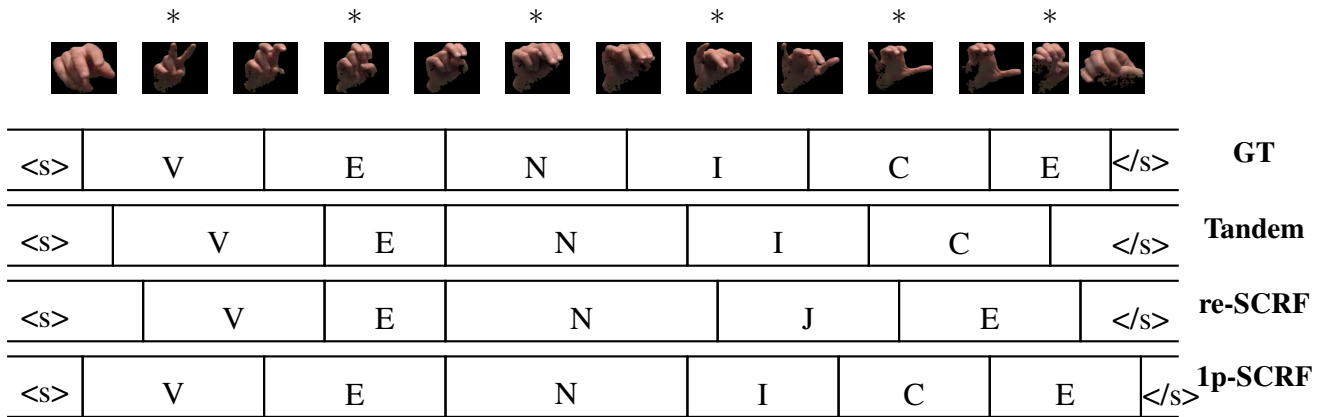 * * * * * * *
<s> V E N I C E </s> GT
<s> V E N I C </s> Tandem
<s> V E N J E </s> re-SCRF
<s> V E N I C E </s> 1p-SCRF